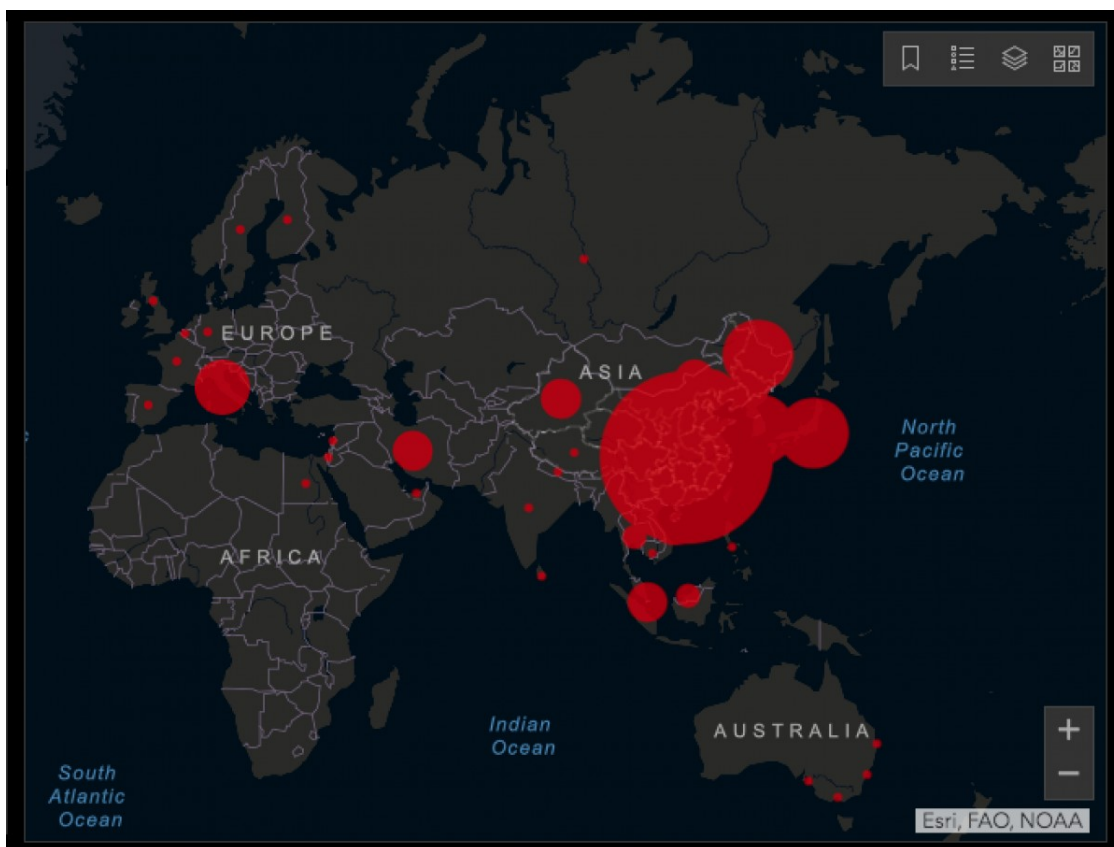 EUROPE
ASIA
North
Pacific
Ocean
AFRICA
Indian
Ocean
AUSTRALIA
South
Atlantic
Ocean
+
−
Esri, FAO, NOAA